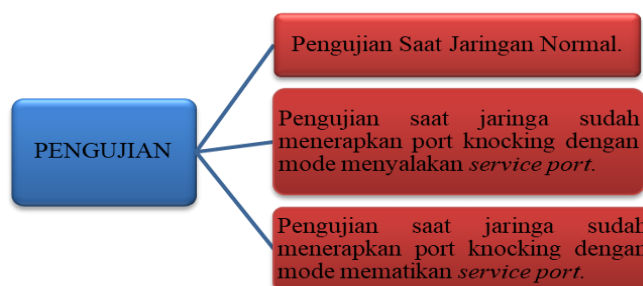 PENGUJIAN
Pengujian Saat Jaringan Normal.
Pengujian saat jaringa sudah
menerapkan port knocking dengan
mode menyalakan service port.
Pengujian saat jaringa sudah
menerapkan port knocking dengan
mode mematikan service port.